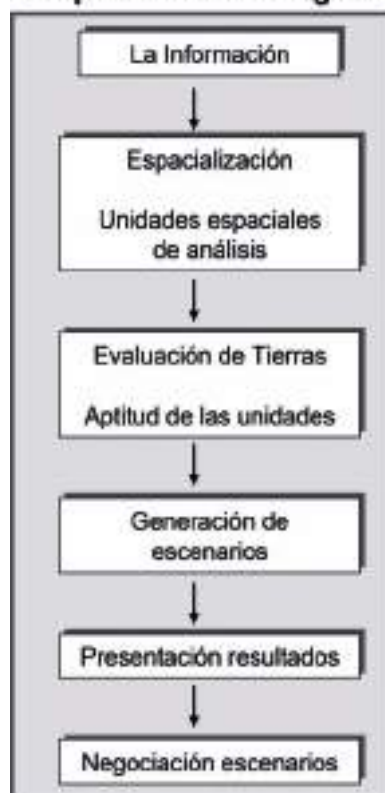 La Información
Espacialización
Unidades espaciales
de análisis
Evaluación de Tierras
Aptitud de las unidades
Generación de
escenarios
Presentación resultados
Negociación escenarios